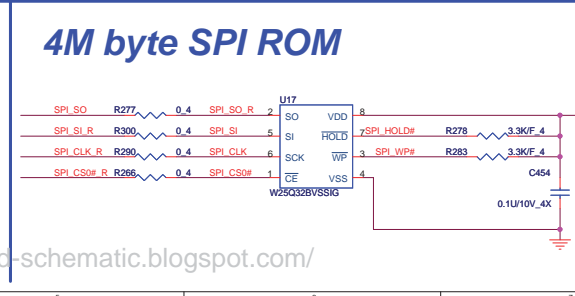 4M byte SPI ROM
U17
SPI_SO R277 0_4 SPI_SO_R 2 SO VDD 8
SPI_SI_R R300 0_4 SPI_SI 5 SI HOLD 7 SPI_HOLD# R278 3.3K/F_4
SPI_CLK_R R290 0_4 SPI_CLK 6 SCK WP 3 SPI_WP# R283 3.3K/F_4
SPI_CS0#_R R266 0_4 SPI_CS0# 1 CE VSS 4 C454
W25Q32BVSSIG
0.1U/10V_4X
d-schematic.blogspot.com/